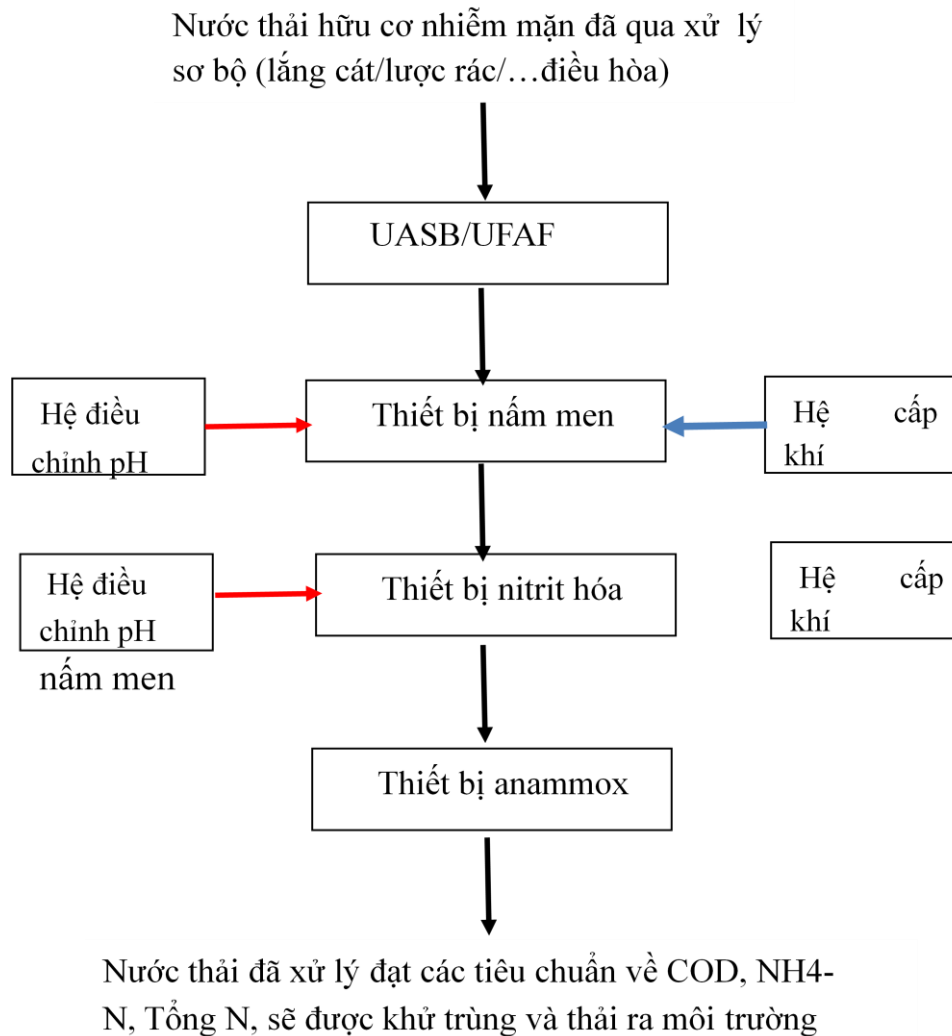 Nước thải hữu cơ nhiễm mặn đã qua xử lý
sơ bộ (lắng cát/lược rác/…điều hòa)
UASB/UFAF
Hệ điều
chỉnh pH
Thiết bị nấm men
Hệ cấp
khí
Hệ điều
chỉnh pH
nấm men
Thiết bị nitrit hóa
Hệ cấp
khí
Thiết bị anammox
Nước thải đã xử lý đạt các tiêu chuẩn về COD, NH4-
N, Tổng N, sẽ được khử trùng và thải ra môi trường